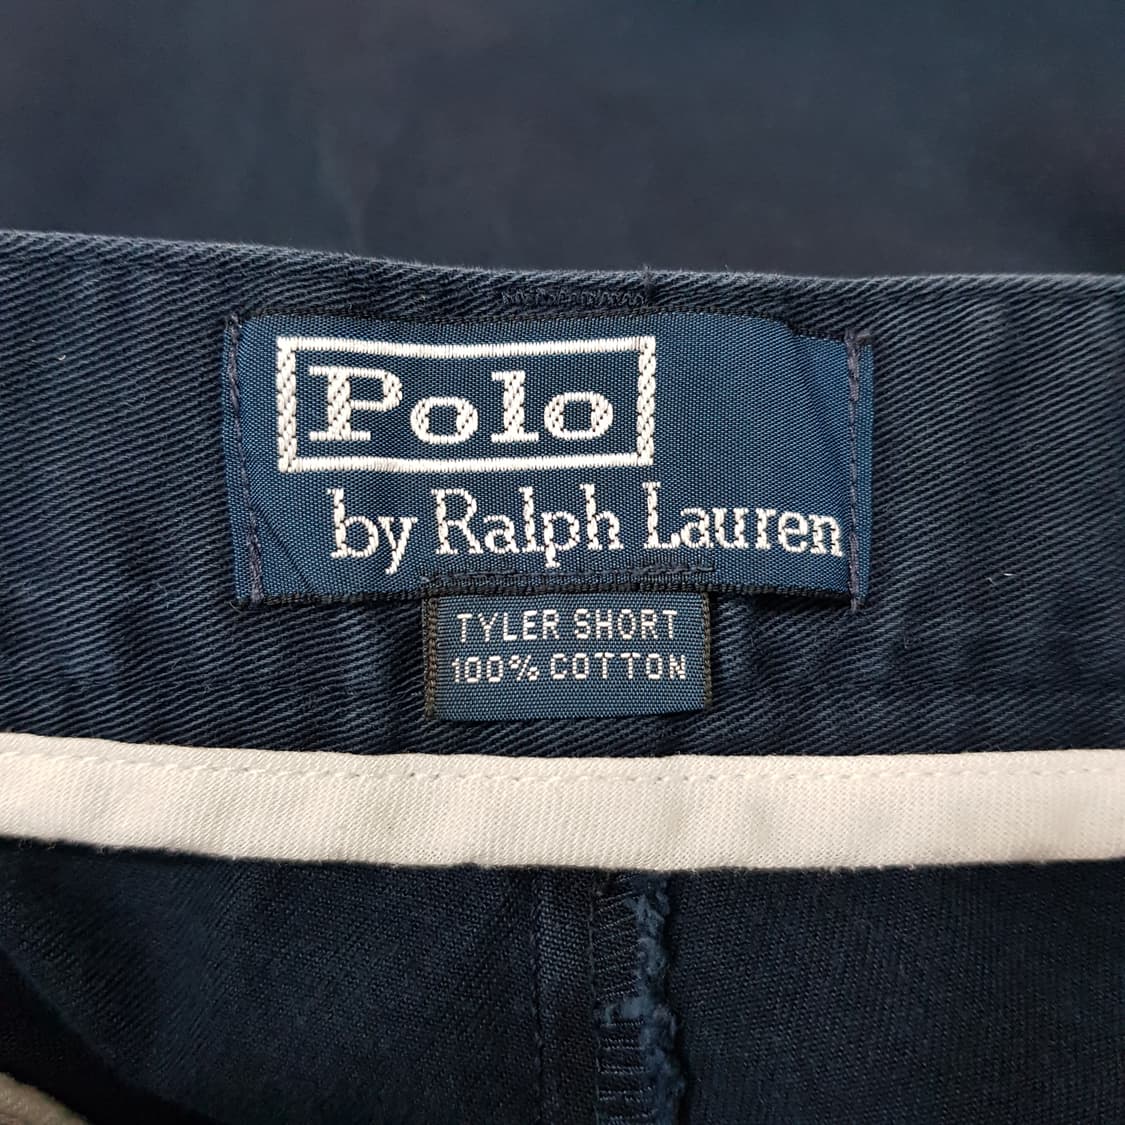 Polo
by Ralph Lauren
TYLER SHORT
100% COTTON